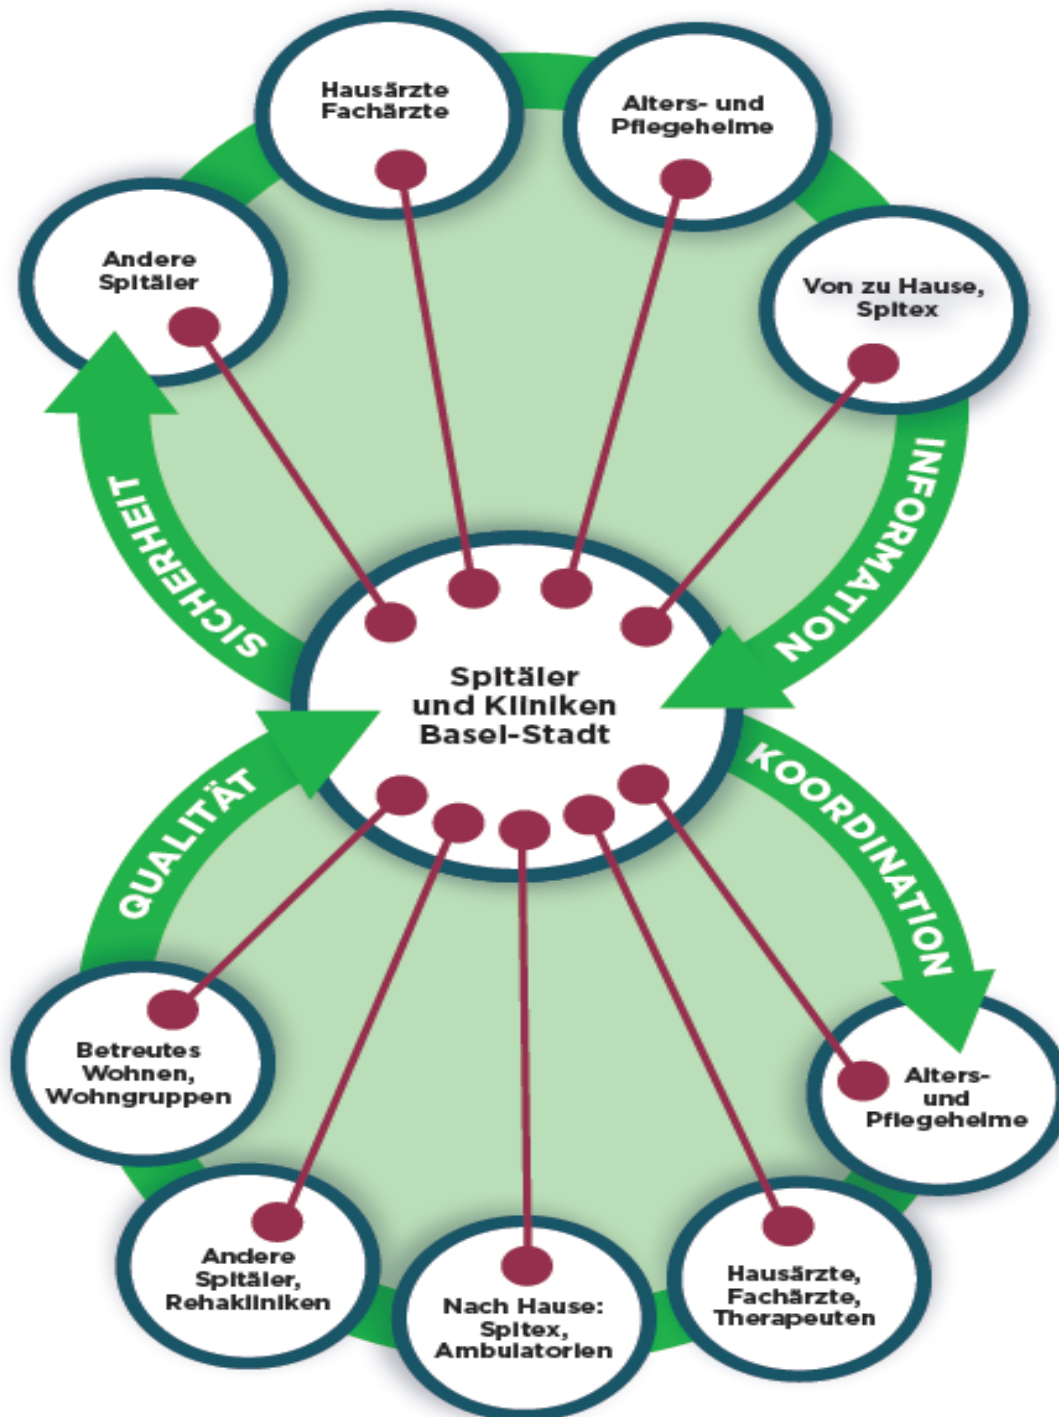 Hausärzte
Fachärzte
Alters- und
Pflegeheime
Andere
Spitäler
Von zu Hause,
Spitex
SICHERHEIT
INFORMATION
Spitäler
und Kliniken
Basel-Stadt
QUALITÄT
KOORDINATION
Betreutes
Wohnen,
Wohngruppen
Alters-
und
Pflegeheime
Andere
Spitäler,
Rehakliniken
Nach Hause:
Spitex,
Ambulatorien
Hausärzte,
Fachärzte,
Therapeuten